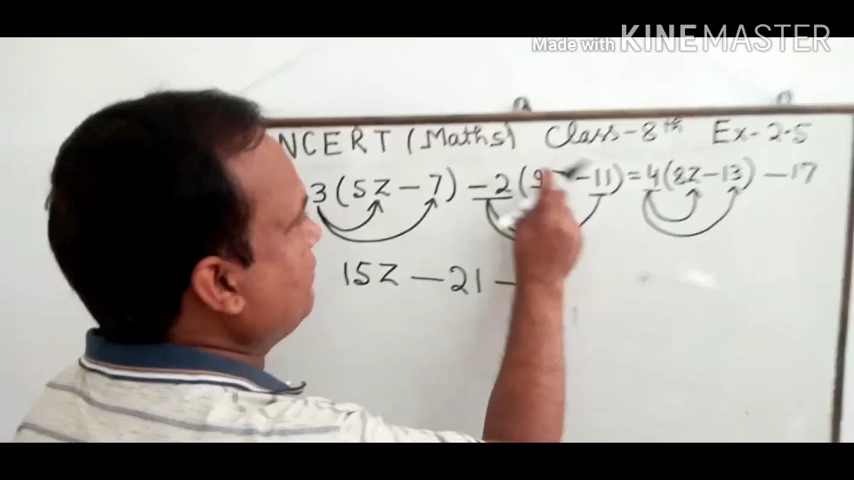 Made with KINEMASTER
NCERT (Maths) Class-8th Ex-2.5
3(5z-7) -2(9 -11) = 4(8z-13) -17
15z - 21 -